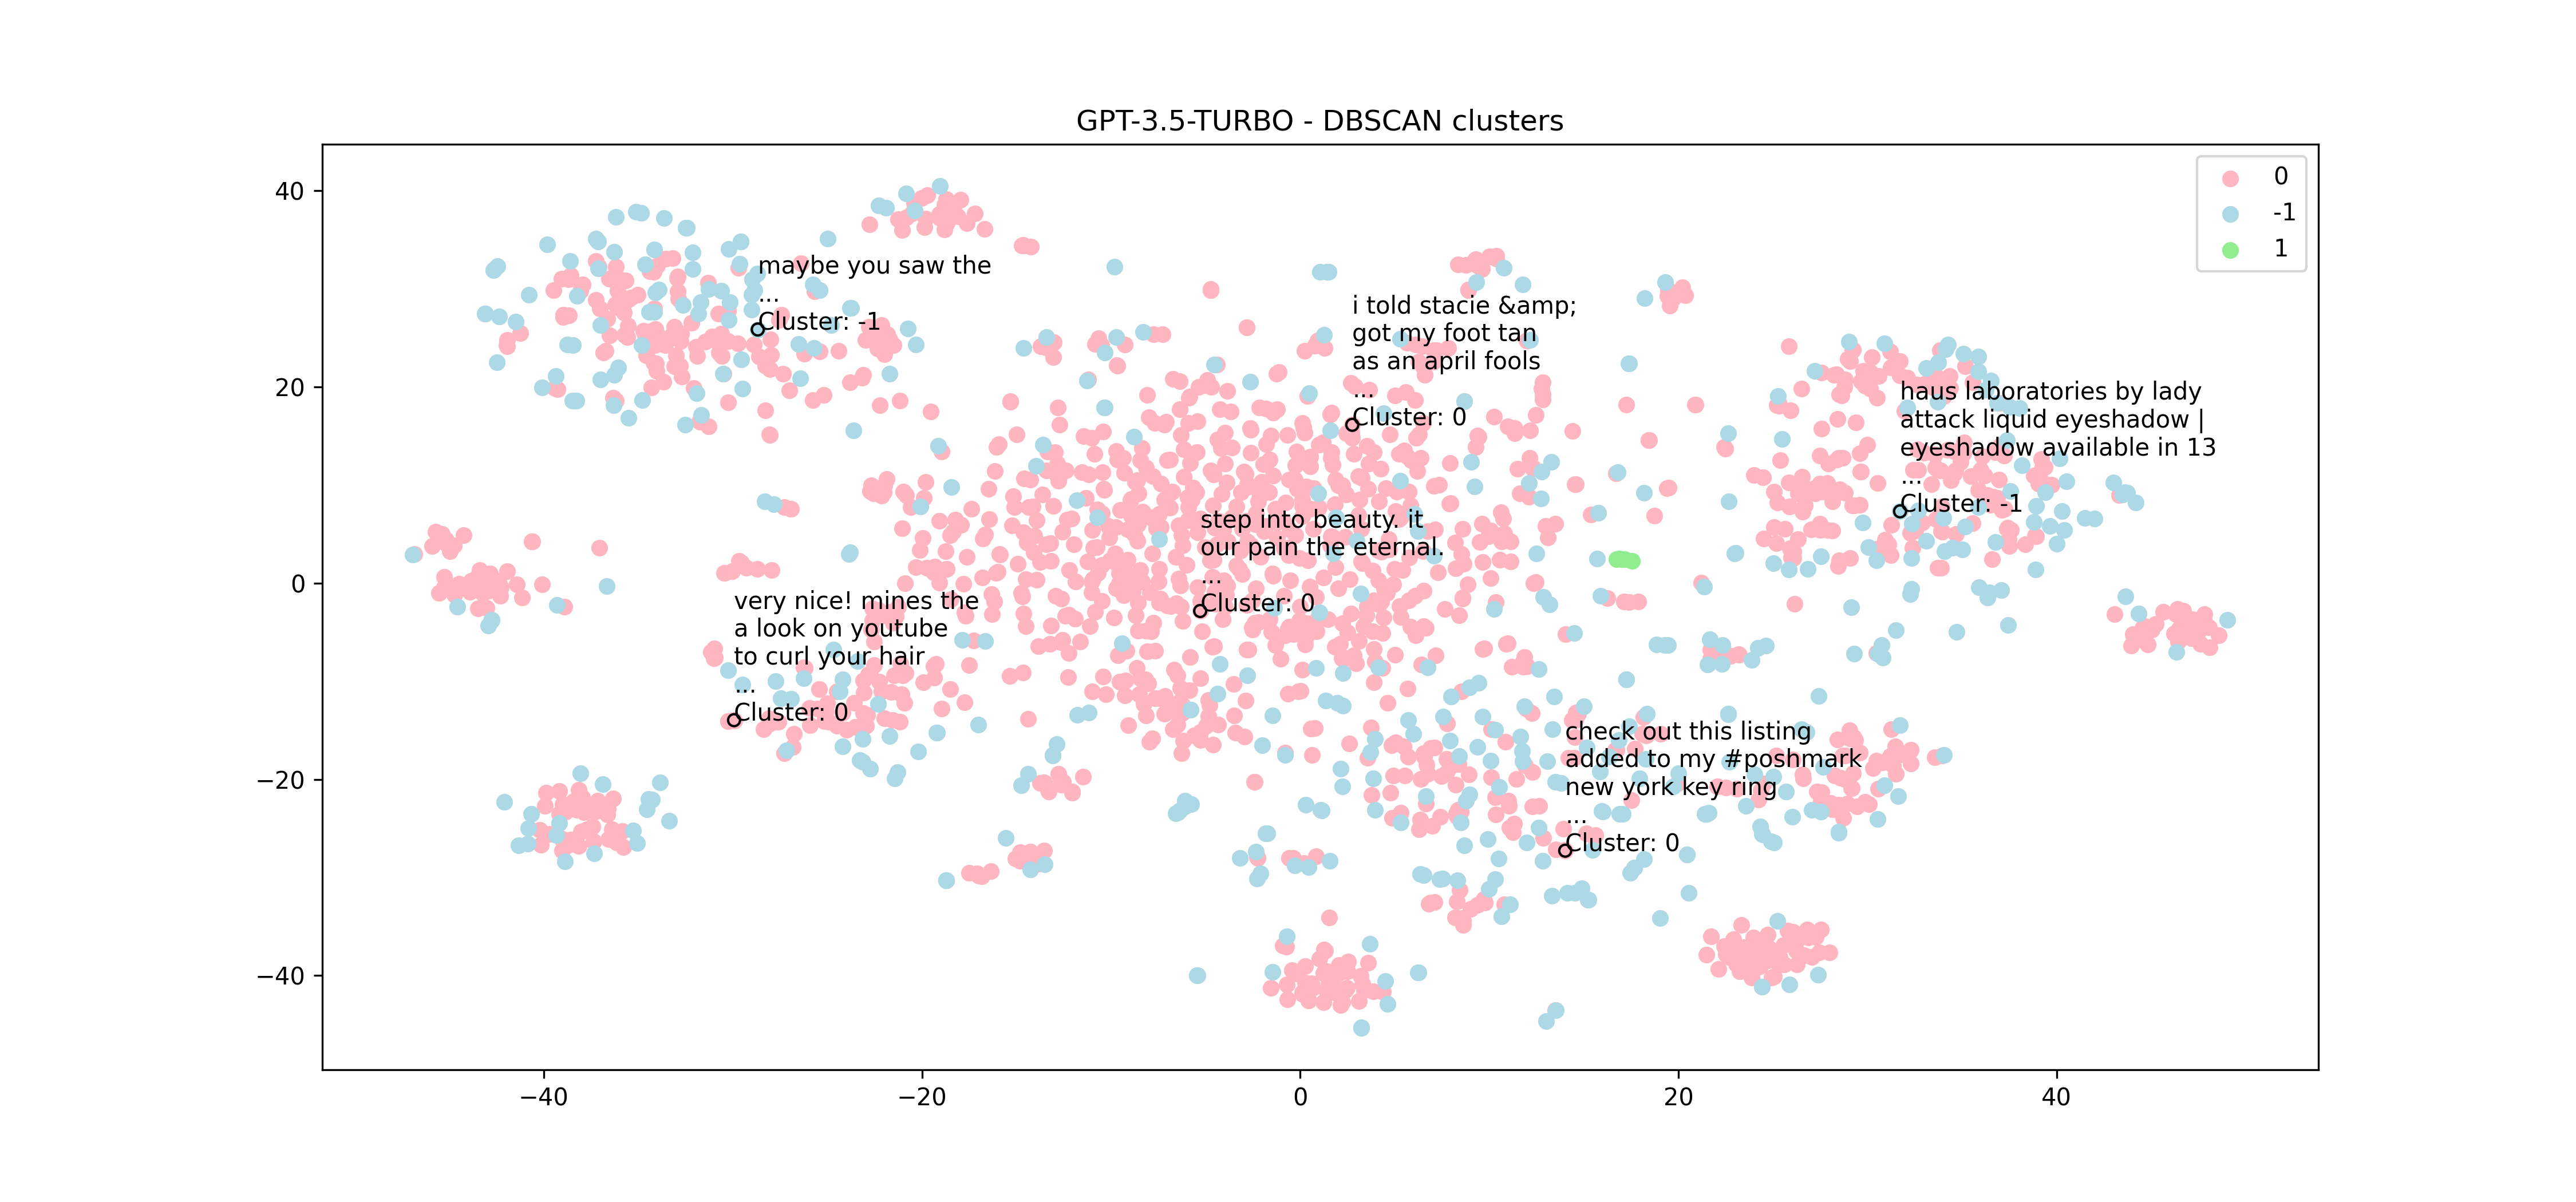 GPT-3.5-TURBO - DBSCAN clusters
0
-1
1
40
20
0
−20
−40
−40
−20
0
20
40
maybe you saw the
...
Cluster: -1
i told stacie &amp;
got my foot tan
as an april fools
...
Cluster: 0
haus laboratories by lady
attack liquid eyeshadow |
eyeshadow available in 13
...
Cluster: -1
step into beauty. it
our pain the eternal.
...
Cluster: 0
very nice! mines the
a look on youtube
to curl your hair
...
Cluster: 0
check out this listing
added to my #poshmark
new york key ring
...
Cluster: 0